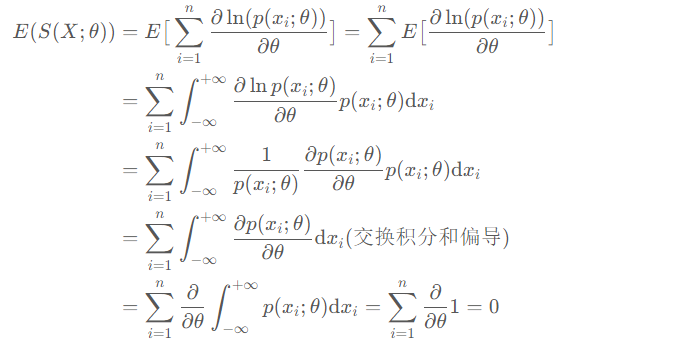 E(S(X;θ)) = E[∑_{i=1}^{n} ∂ln(p(x_i;θ))/∂θ] = ∑_{i=1}^{n} E[∂ln(p(x_i;θ))/∂θ]
= ∑_{i=1}^{n} ∫_{-∞}^{+∞} ∂ln p(x_i;θ)/∂θ p(x_i;θ)dx_i
= ∑_{i=1}^{n} ∫_{-∞}^{+∞} 1/p(x_i;θ) ∂p(x_i;θ)/∂θ p(x_i;θ)dx_i
= ∑_{i=1}^{n} ∫_{-∞}^{+∞} ∂p(x_i;θ)/∂θ dx_i(交换积分和偏导)
= ∑_{i=1}^{n} ∂/∂θ ∫_{-∞}^{+∞} p(x_i;θ)dx_i = ∑_{i=1}^{n} ∂/∂θ 1 = 0